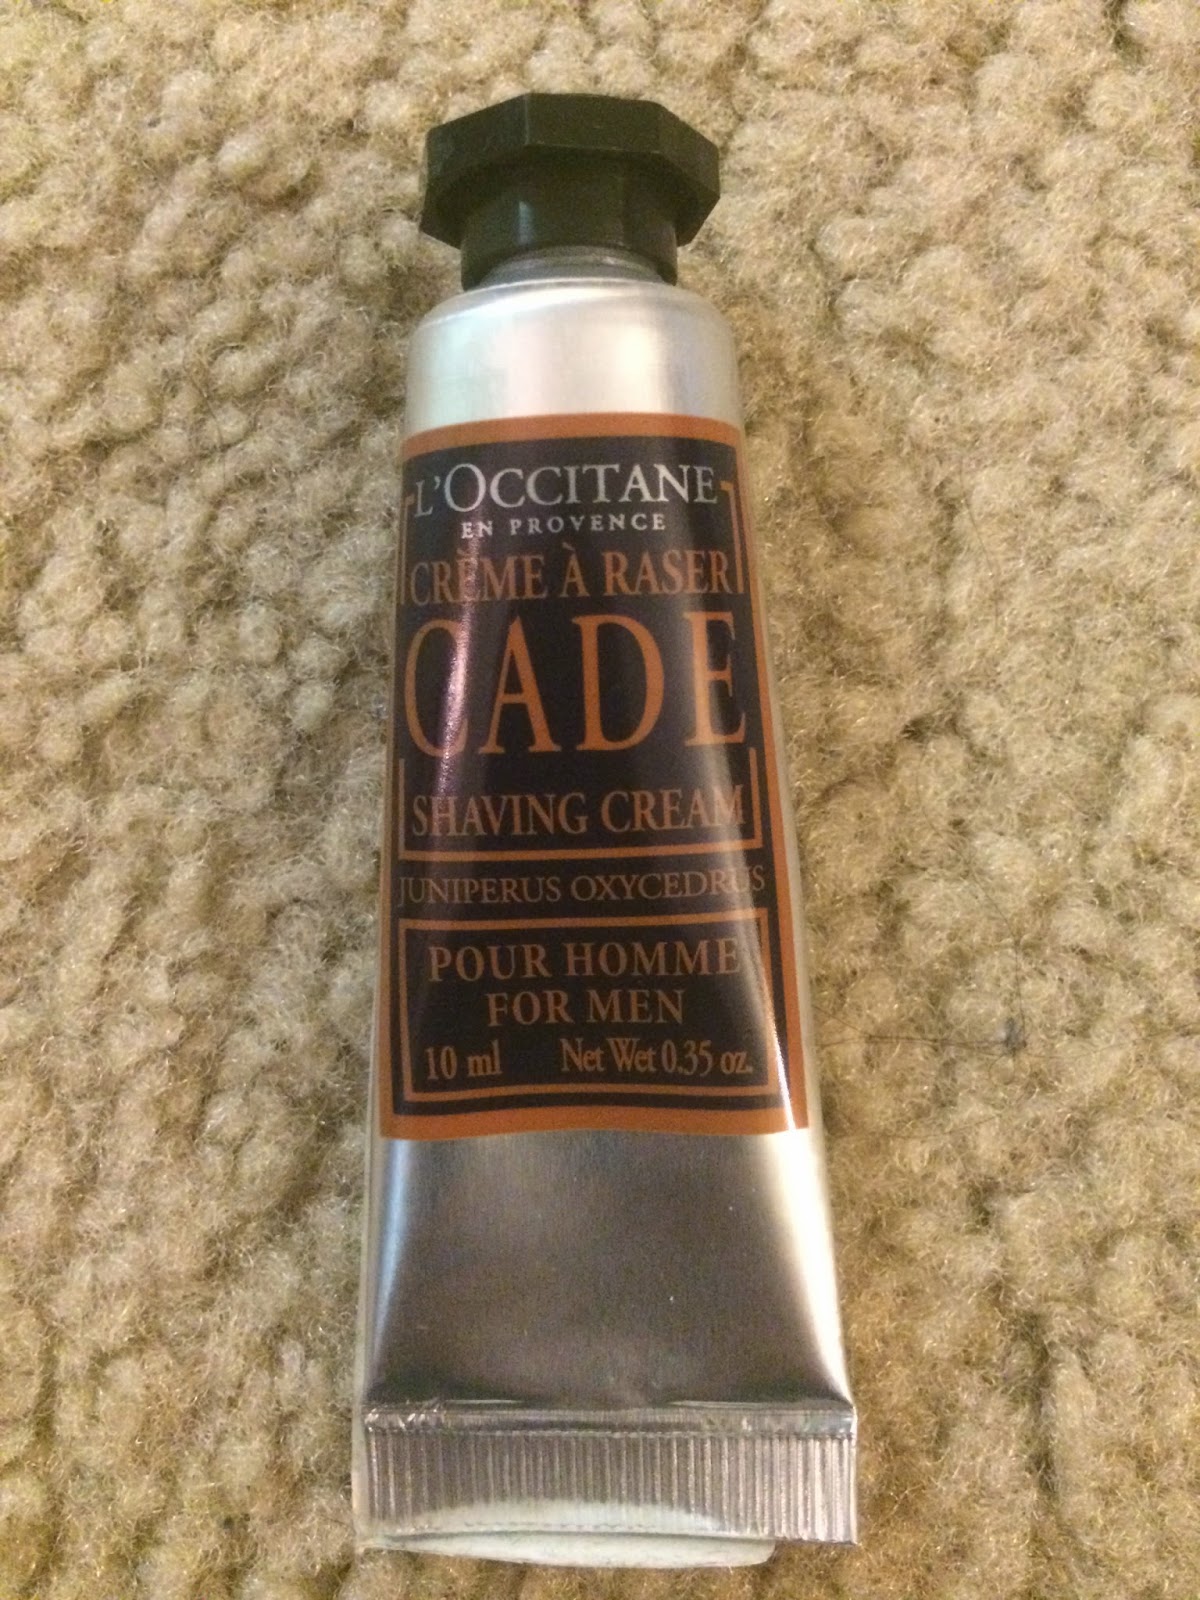 L'OCCITANE
EN PROVENCE
CRÈME À RASER
CADE
SHAVING CREAM
JUNIPERUS OXYCEDRUS
POUR HOMME
FOR MEN
10 ml Net Wet 0.35 oz.